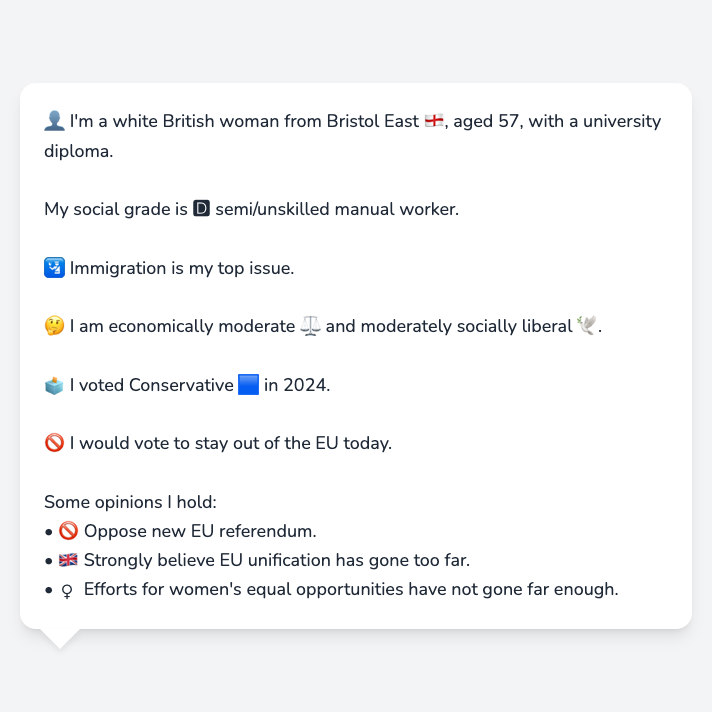 👤 I'm a white British woman from Bristol East 🏴󠁧󠁢󠁥󠁮󠁧󠁿, aged 57, with a university
diploma.
My social grade is 🅳 semi/unskilled manual worker.
🛂 Immigration is my top issue.
🤔 I am economically moderate ⚖️ and moderately socially liberal 🕊️.
🗳️ I voted Conservative 🟦 in 2024.
🚫 I would vote to stay out of the EU today.
Some opinions I hold:
• 🚫 Oppose new EU referendum.
• 🇬🇧 Strongly believe EU unification has gone too far.
• ♀ Efforts for women's equal opportunities have not gone far enough.